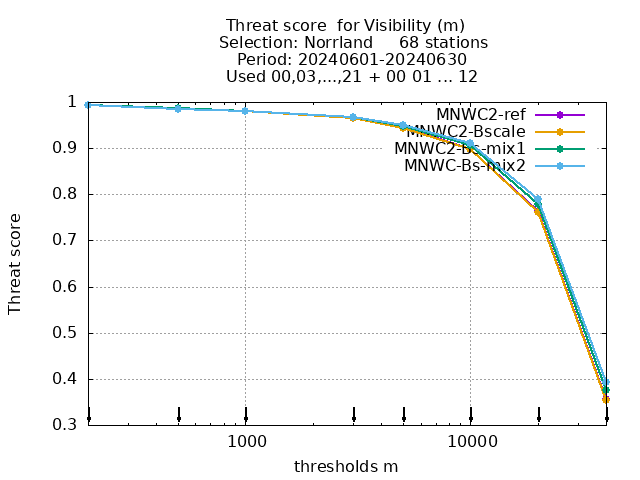 Threat score  for Visibility (m)
Selection: Norrland     68 stations
Period: 20240601-20240630
Used 00,03,...,21 + 00 01 ... 12
Threat score
1
0.9
0.8
0.7
0.6
0.5
0.4
0.3
MNWC2-ref
MNWC2-Bscale
MNWC2-Bs-mix1
MNWC-Bs-mix2
1000
10000
thresholds m